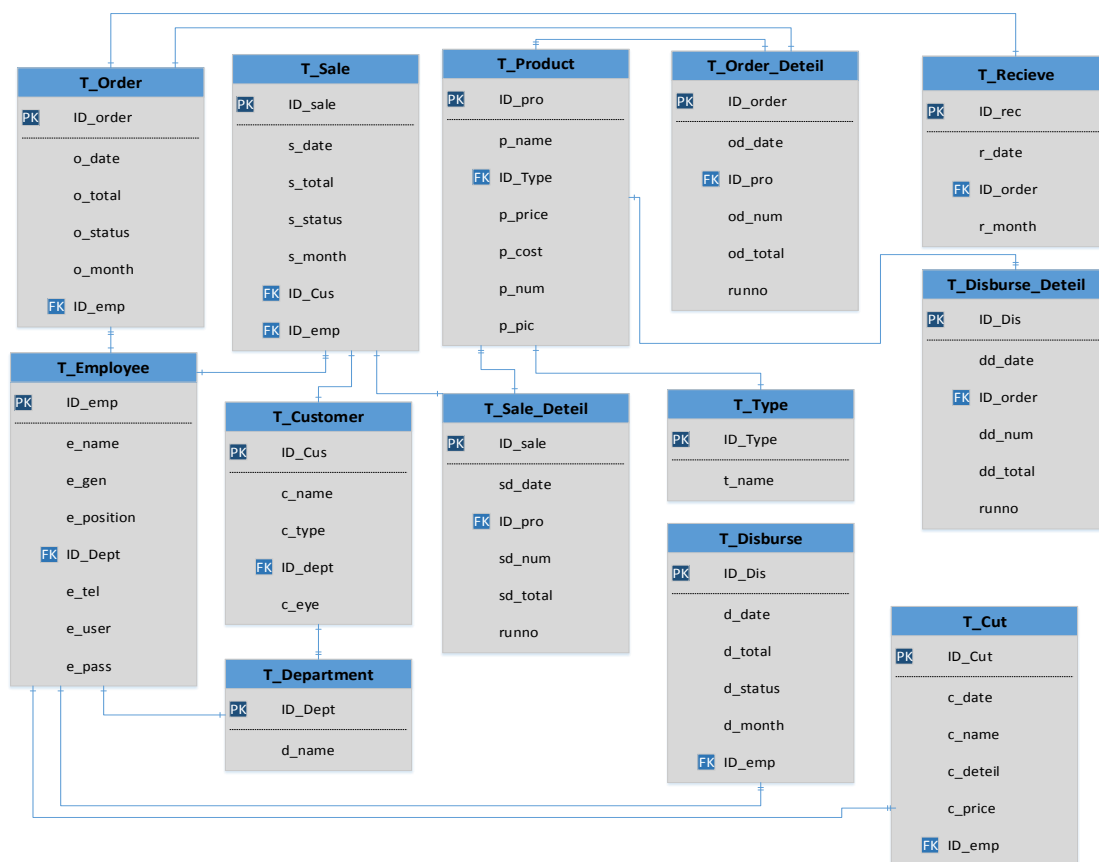 T_Order
PK ID_order
o_date
o_total
o_status
o_month
FK ID_emp
T_Sale
PK ID_sale
s_date
s_total
s_status
s_month
FK ID_Cus
FK ID_emp
T_Product
PK ID_pro
p_name
FK ID_Type
p_price
p_cost
p_num
p_pic
T_Order_Deteil
PK ID_order
od_date
FK ID_pro
od_num
od_total
runno
T_Recieve
PK ID_rec
r_date
FK ID_order
r_month
T_Disburse_Deteil
PK ID_Dis
dd_date
FK ID_order
dd_num
dd_total
runno
T_Employee
PK ID_emp
e_name
e_gen
e_position
FK ID_Dept
e_tel
e_user
e_pass
T_Customer
PK ID_Cus
c_name
c_type
FK ID_dept
c_eye
T_Sale_Deteil
PK ID_sale
sd_date
FK ID_pro
sd_num
sd_total
runno
T_Type
PK ID_Type
t_name
T_Disburse
PK ID_Dis
d_date
d_total
d_status
d_month
FK ID_emp
T_Cut
PK ID_Cut
c_date
c_name
c_deteil
c_price
FK ID_emp
T_Department
PK ID_Dept
d_name